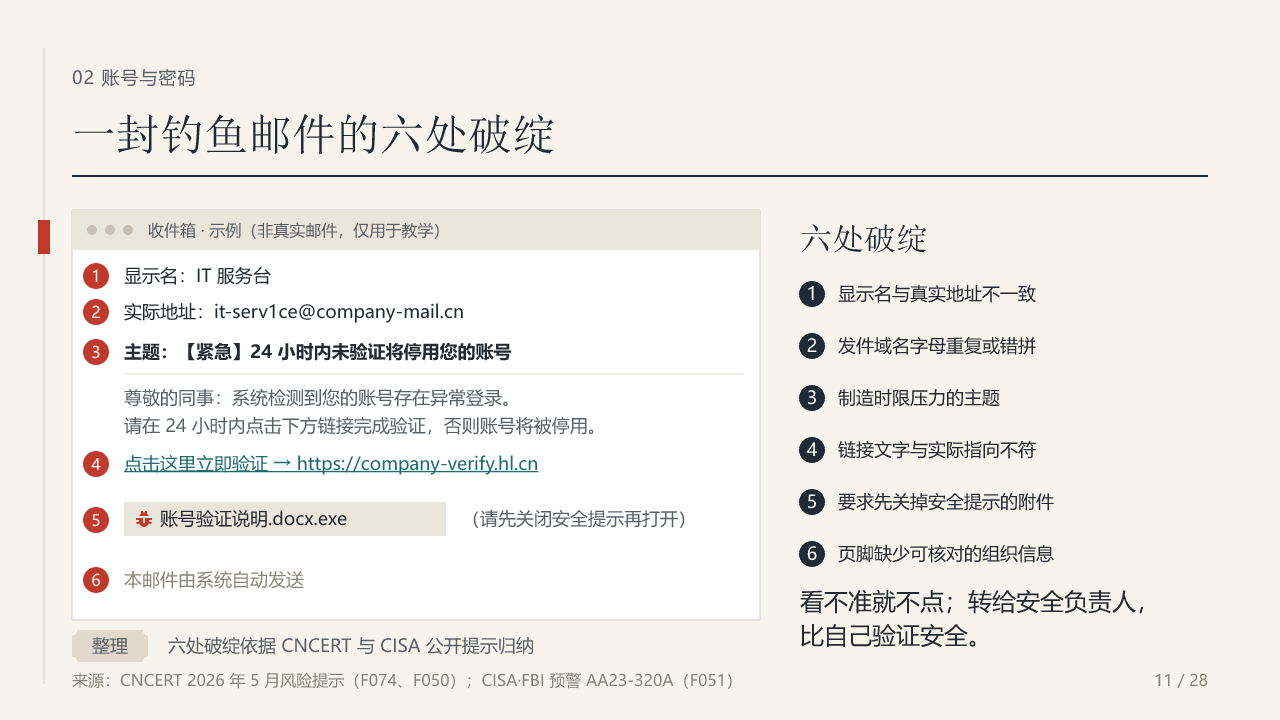 02 账号与密码
一封钓鱼邮件的六处破绽
收件箱 · 示例（非真实邮件，仅用于教学）
1 显示名：IT 服务台
2 实际地址：it-serv1ce@company-mail.cn
3 主题：【紧急】24 小时内未验证将停用您的账号
尊敬的同事：系统检测到您的账号存在异常登录。
请在 24 小时内点击下方链接完成验证，否则账号将被停用。
4 点击这里立即验证 → https://company-verify.hl.cn
5 账号验证说明.docx.exe （请先关闭安全提示再打开）
6 本邮件由系统自动发送
整理 六处破绽依据 CNCERT 与 CISA 公开提示归纳
六处破绽
1 显示名与真实地址不一致
2 发件域名字母重复或错拼
3 制造时限压力的主题
4 链接文字与实际指向不符
5 要求先关掉安全提示的附件
6 页脚缺少可核对的组织信息
看不准就不点；转给安全负责人，
比自己验证安全。
来源：CNCERT 2026 年 5 月风险提示（F074、F050）；CISA·FBI 预警 AA23-320A（F051）
11 / 28